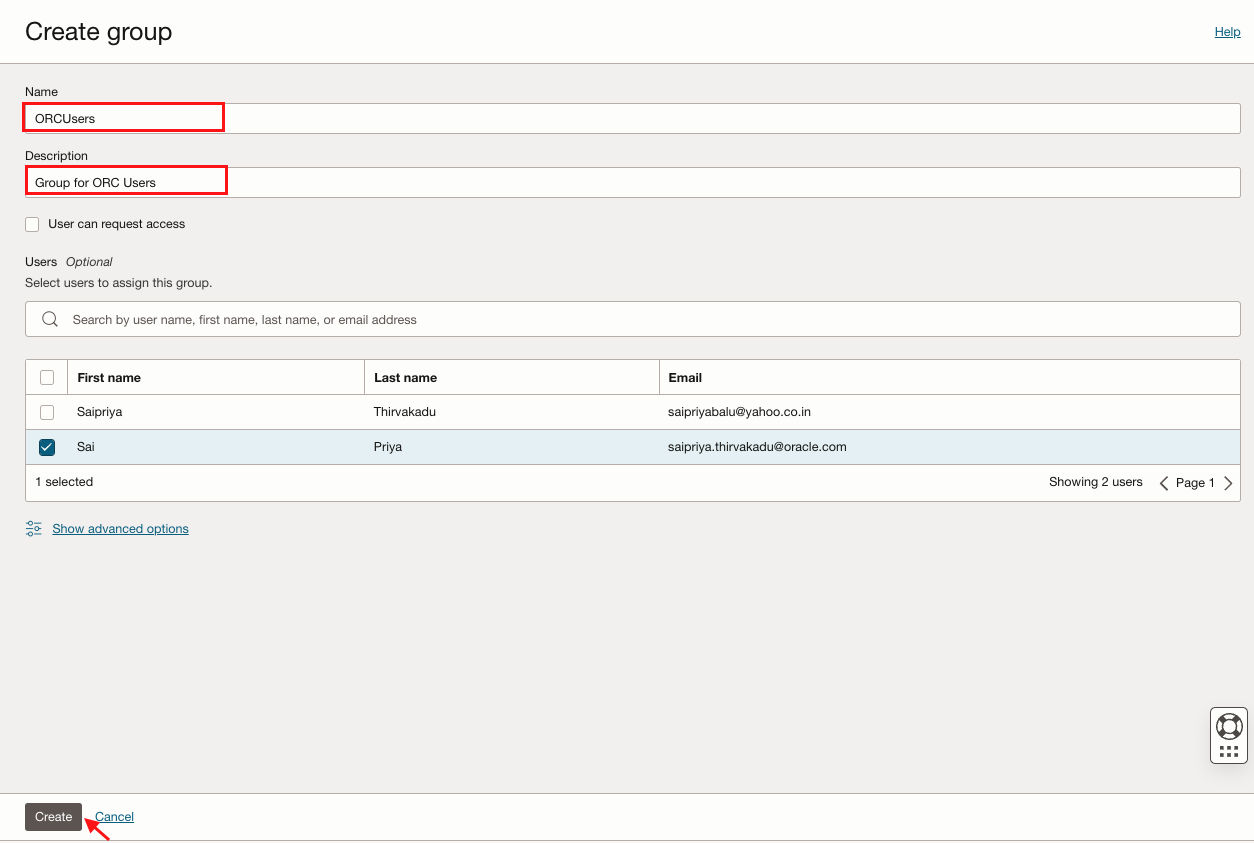 Create group
Help
Name
ORCUsers
Description
Group for ORC Users
User can request access
Users Optional
Select users to assign this group.
Search by user name, first name, last name, or email address
First name Last name Email
Saipriya Thirvakadu saipriyabalu@yahoo.co.in
Sai Priya saipriya.thirvakadu@oracle.com
1 selected Showing 2 users Page 1
Show advanced options
Create Cancel